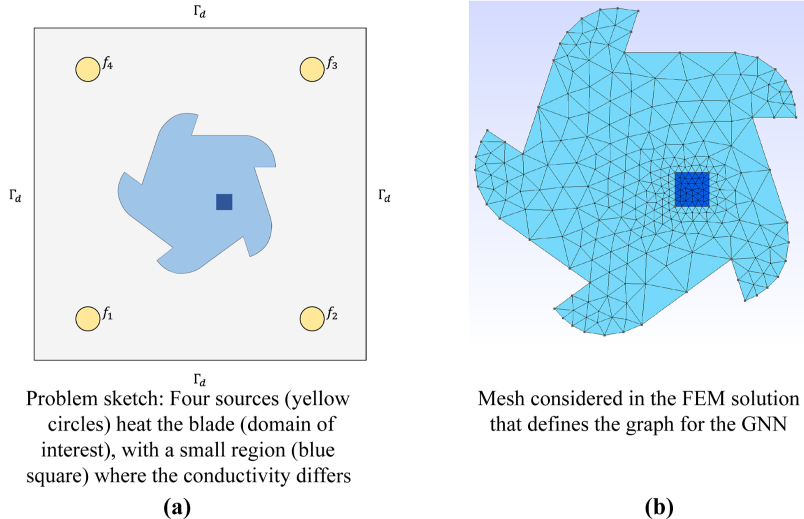 Γd
f4
f3
Γd
Γd
f1
f2
Γd
Problem sketch: Four sources (yellow
circles) heat the blade (domain of
interest), with a small region (blue
square) where the conductivity differs
(a)
Mesh considered in the FEM solution
that defines the graph for the GNN
(b)